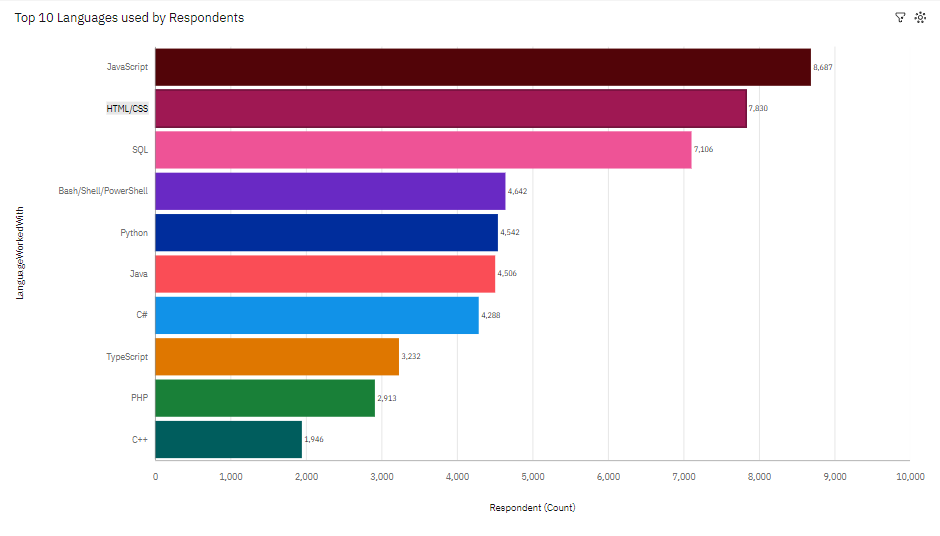 Top 10 Languages used by Respondents
LanguageWorkedWith
JavaScript 8,687
HTML/CSS 7,830
SQL 7,106
Bash/Shell/PowerShell 4,642
Python 4,542
Java 4,506
C# 4,288
TypeScript 3,232
PHP 2,913
C++ 1,946
0 1,000 2,000 3,000 4,000 5,000 6,000 7,000 8,000 9,000 10,000
Respondent (Count)